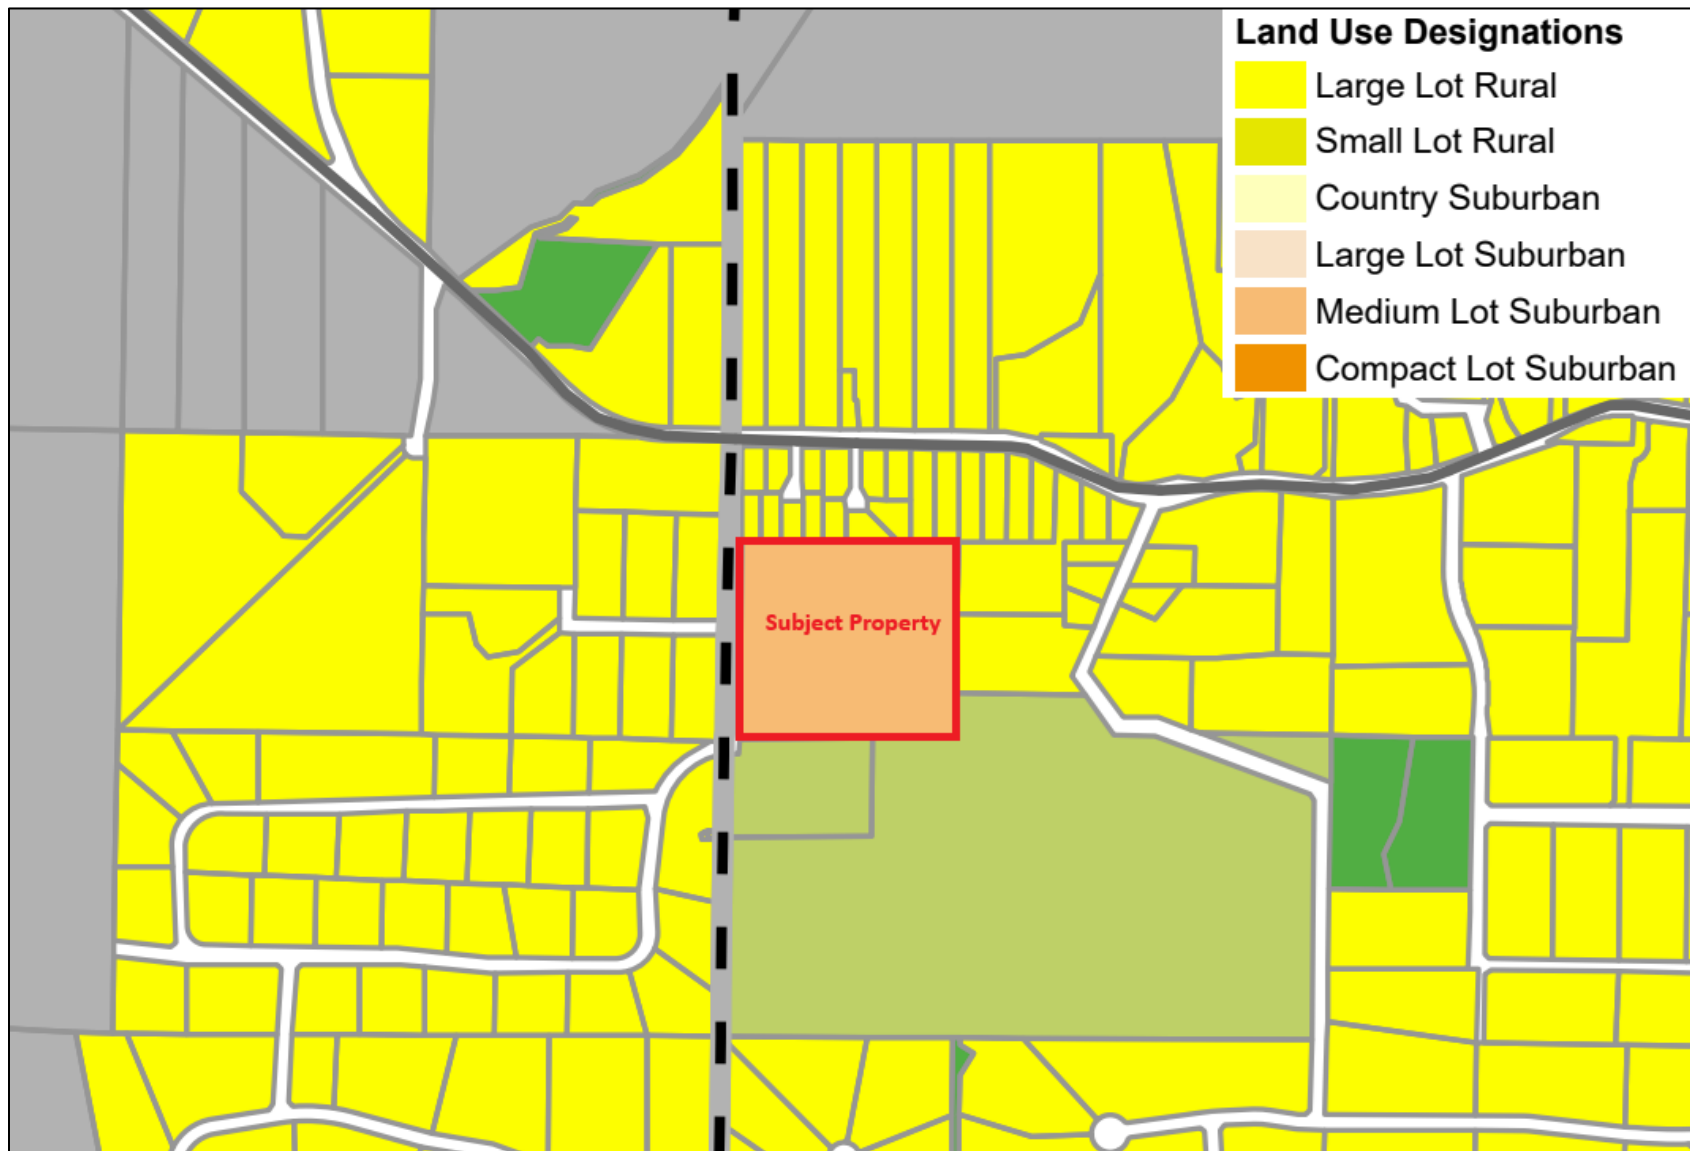 Land Use Designations
Large Lot Rural
Small Lot Rural
Country Suburban
Large Lot Suburban
Medium Lot Suburban
Compact Lot Suburban
Subject Property